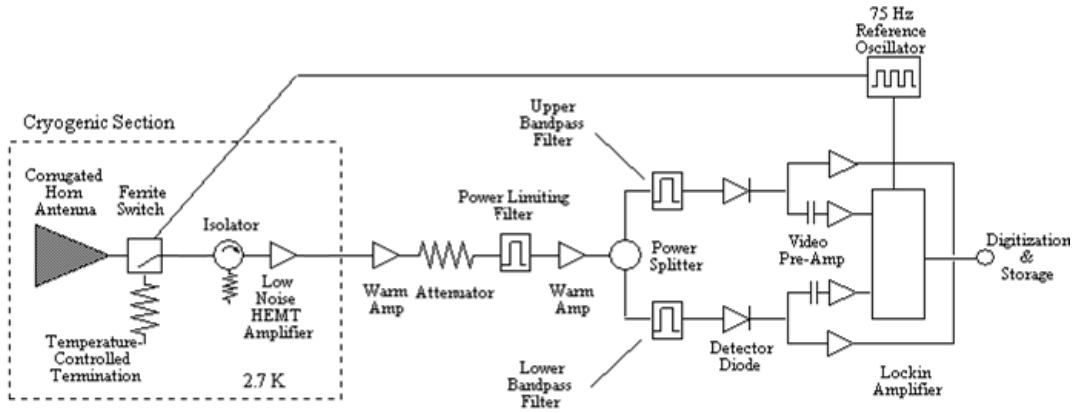 75 Hz
Reference
Oscillator
Cryogenic Section
Corrugated
Horn
Antenna
Ferrite
Switch
Isolator
Low
Noise
HEMT
Amplifier
Temperature-
Controlled
Termination
2.7 K
Warm
Amp
Attenuator
Power Limiting
Filter
Warm
Amp
Power
Splitter
Upper
Bandpass
Filter
Lower
Bandpass
Filter
Detector
Diode
Video
Pre-Amp
Lockin
Amplifier
Digitization
&
Storage